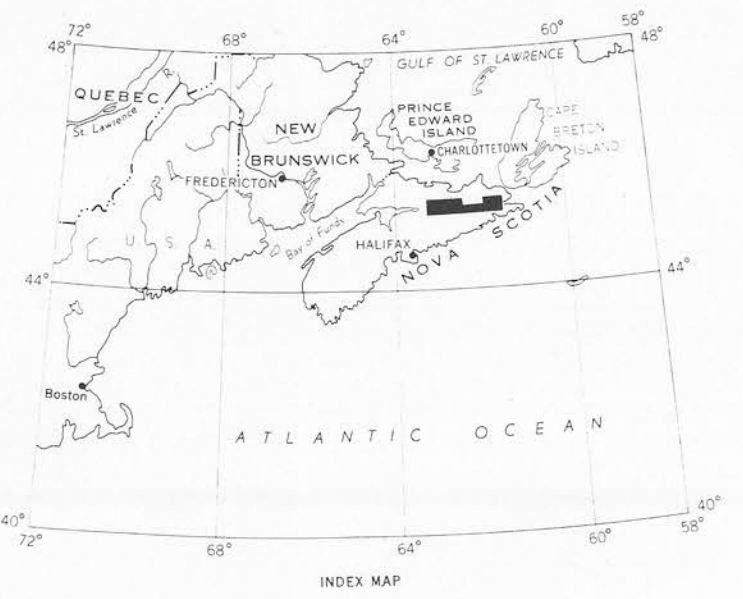 72°
68°
64°
60°
58°
48°
48°
GULF OF ST. LAWRENCE
QUEBEC
R.
St. Lawrence
PRINCE
EDWARD
ISLAND
CAPE
BRETON
ISLAND
NEW
BRUNSWICK
CHARLOTTETOWN
FREDERICTON
U. S. A.
Bay of Fundy
HALIFAX
NOVA SCOTIA
44°
44°
Boston
ATLANTIC OCEAN
40°
40°
72°
68°
64°
60°
58°
INDEX MAP